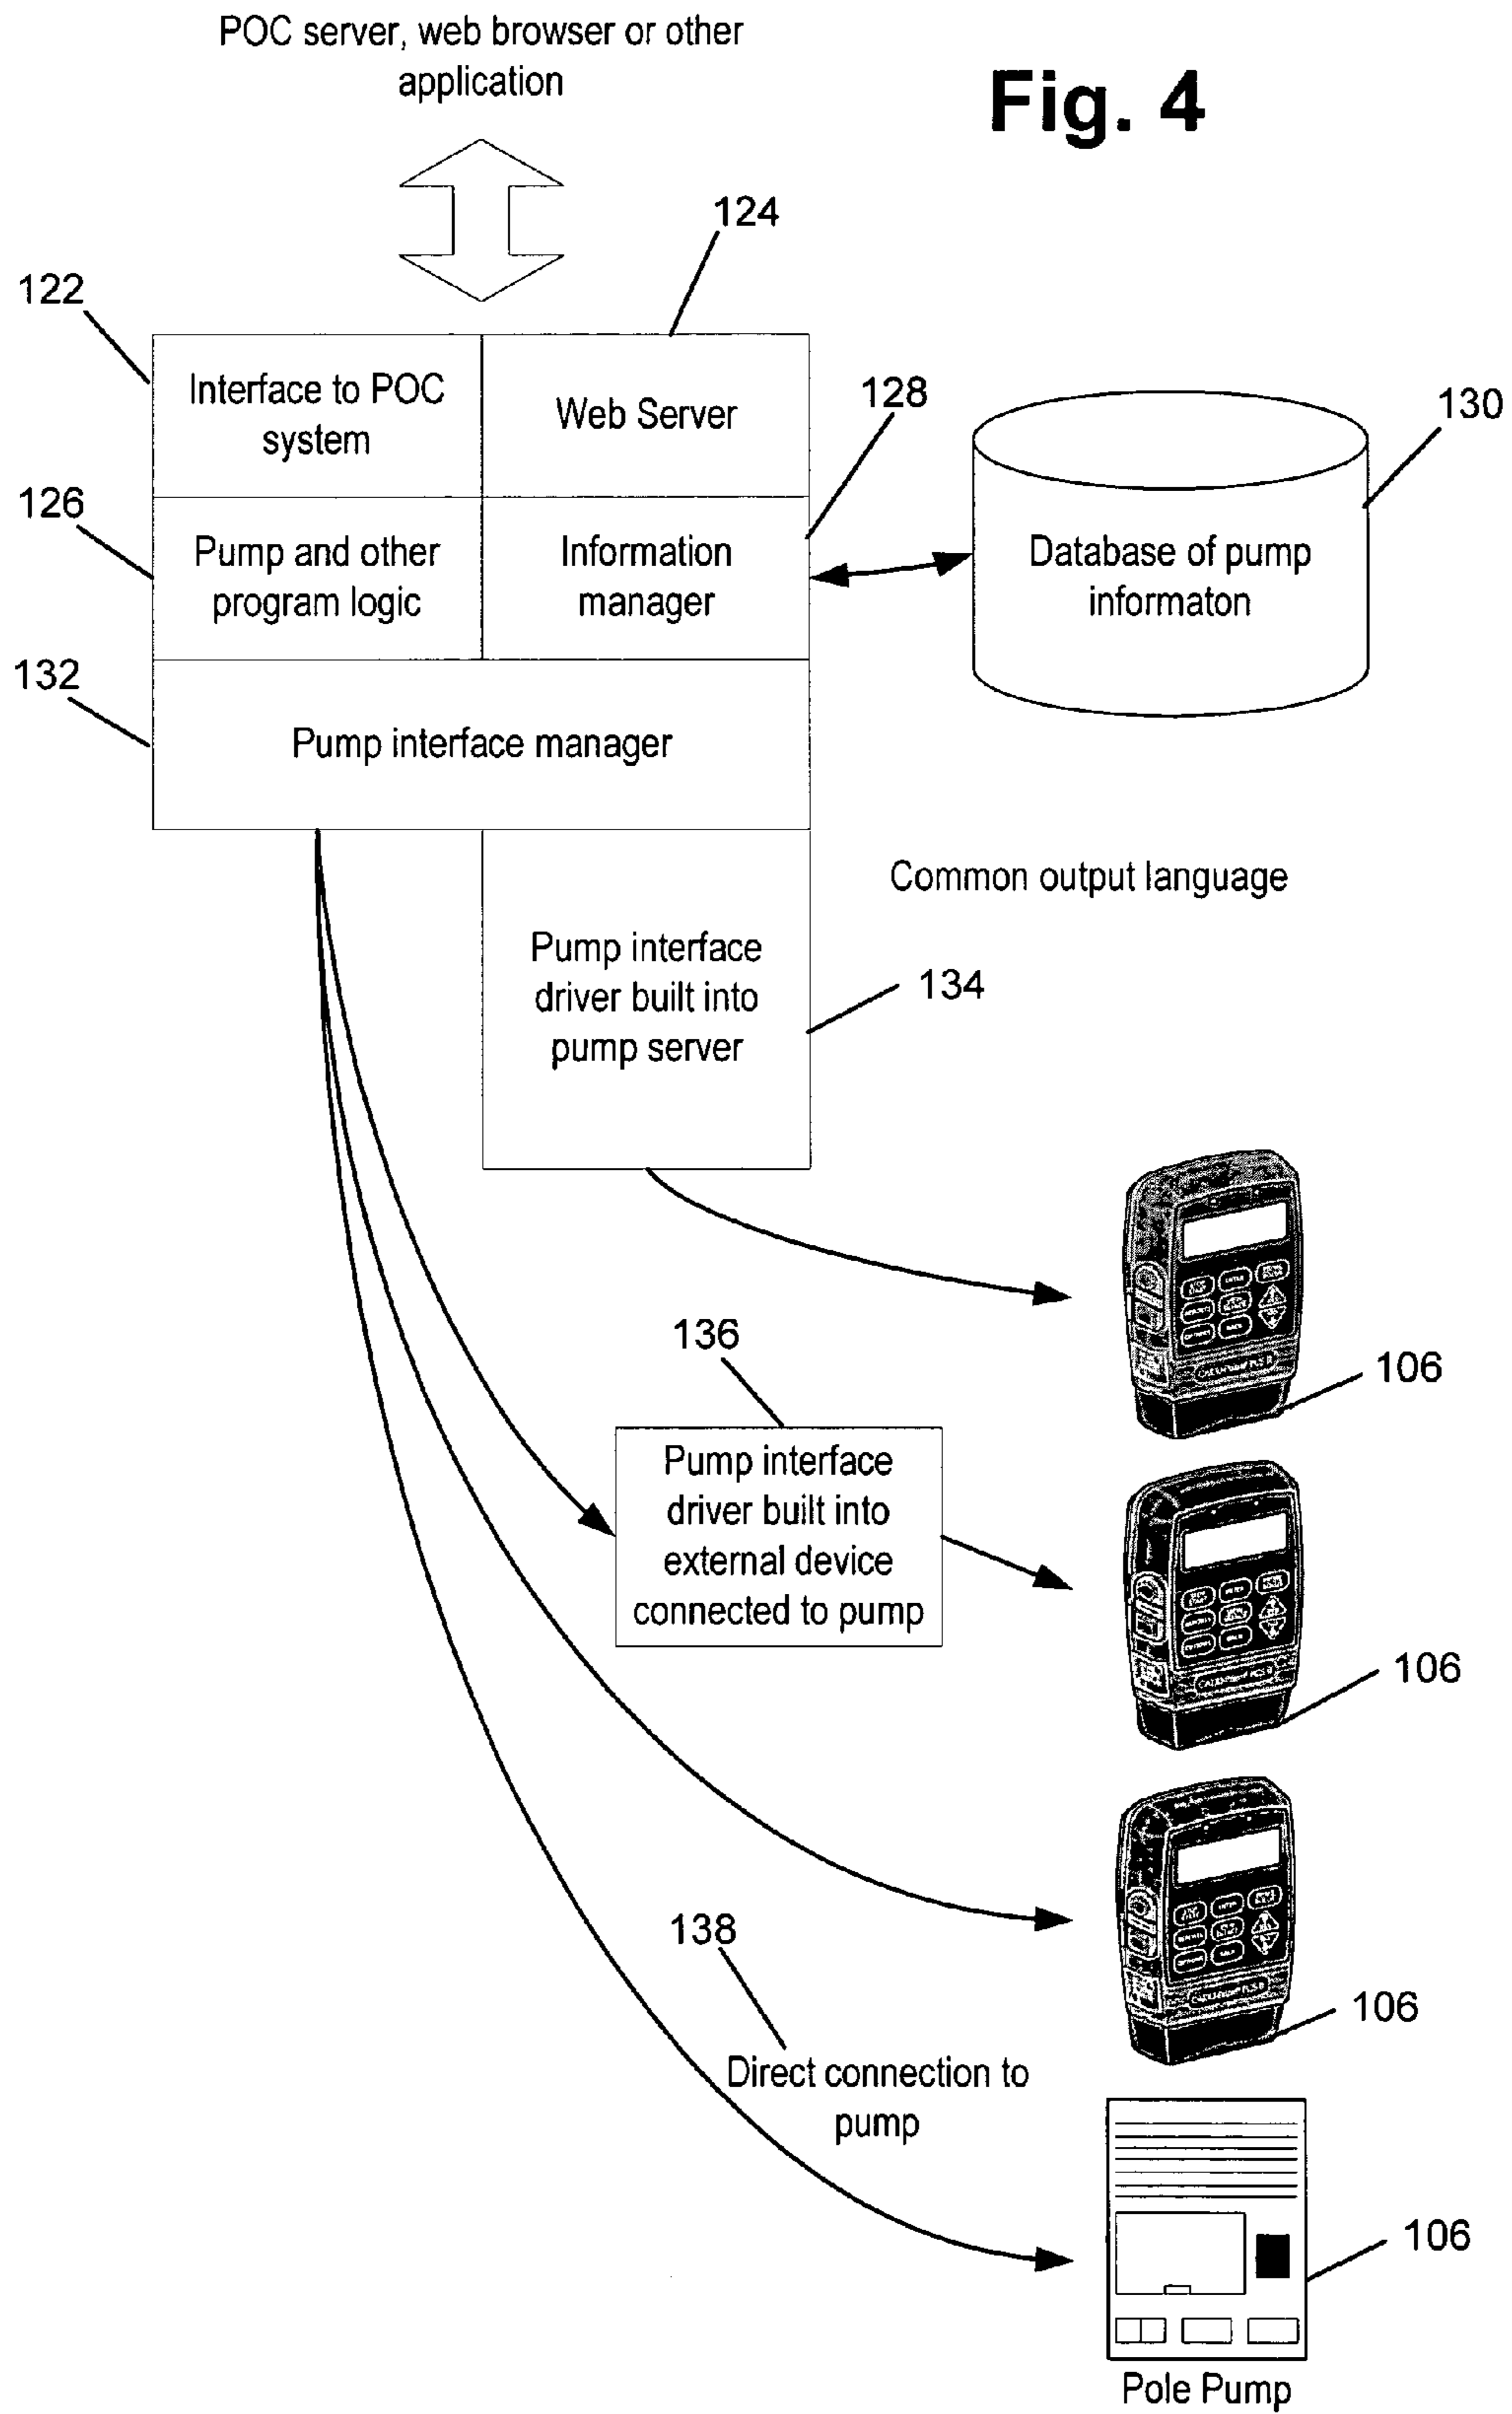 POC server, web browser or other
application
Fig. 4
124
122
Interface to POC
system
Web Server
128
130
126
Pump and other
program logic
Information
manager
Database of pump
informaton
132
Pump interface manager
Common output language
Pump interface
driver built into
pump server
134
136
106
Pump interface
driver built into
external device
connected to pump
106
138
106
Direct connection to
pump
106
Pole Pump